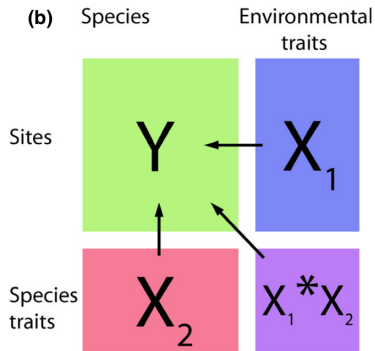 (b) Species Environmental traits
Sites Y X1
Species traits X2 X1*X2